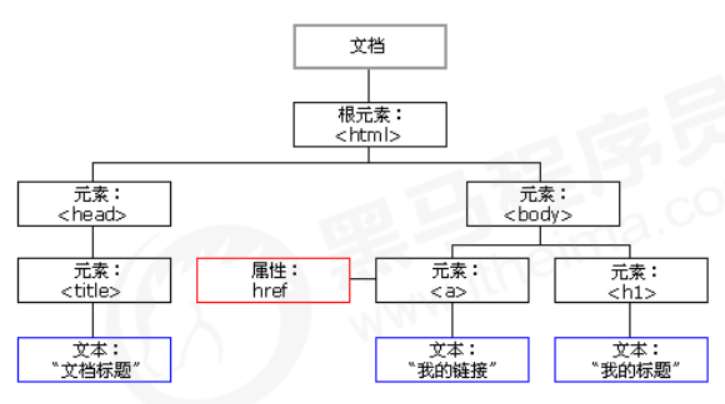 文档
根元素：
<html>
元素：
<head>
元素：
<body>
元素：
<title>
属性：
href
元素：
<a>
元素：
<h1>
文本：
“文档标题”
文本：
“我的链接”
文本：
“我的标题”
黑马程序员
www.itheima.com